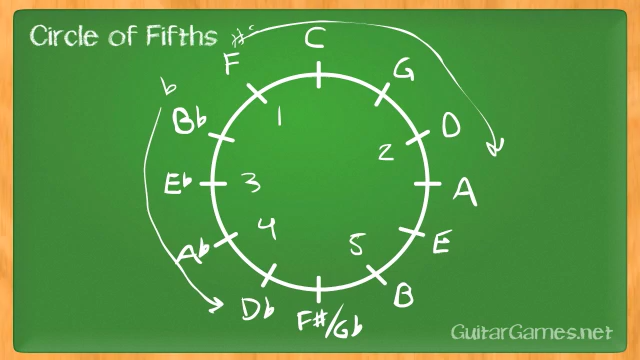 Circle of Fifths
#'s
C
F
G
b
1
Bb
D
2
Eb
3
A
4
Ab
5
E
Db
B
F#/Gb
GuitarGames.net